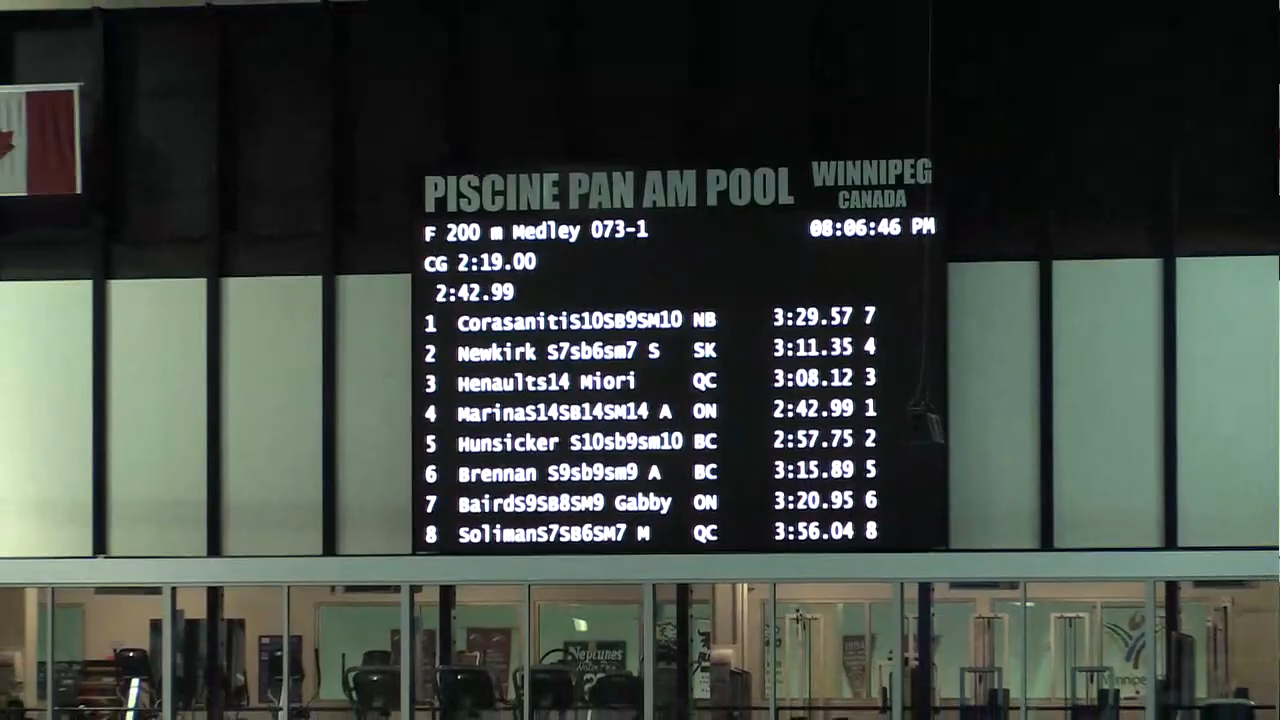 PISCINE PAN AM POOL WINNIPEG
CANADA
F 200 m Medley 073-1 08:06:46 PM
CG 2:19.00
2:42.99
1 CorasanitiS10SB9SM10 NB 3:29.57 7
2 Newkirk S7sb6sm7 S SK 3:11.35 4
3 Henaults14 Miori QC 3:08.12 3
4 MarinaS14SB14SM14 A ON 2:42.99 1
5 Hunsicker S10sb9sm10 BC 2:57.75 2
6 Brennan S9sb9sm9 A BC 3:15.89 5
7 BairdS9SB8SM9 Gabby ON 3:20.95 6
8 SolimanS7SB6SM7 M QC 3:56.04 8
Neptunes
Winnipeg